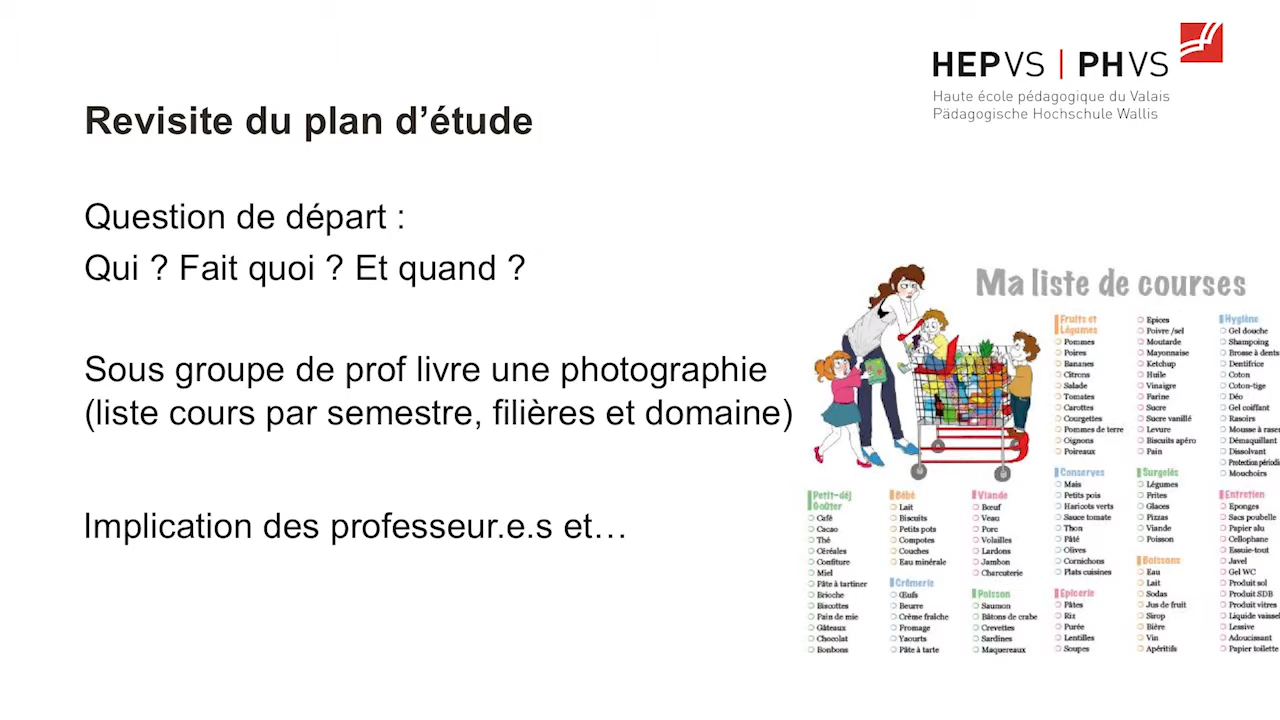 HEPVS | PHVS
Haute école pédagogique du Valais
Pädagogische Hochschule Wallis
Revisite du plan d’étude
Question de départ :
Qui ? Fait quoi ? Et quand ?
Sous groupe de prof livre une photographie
(liste cours par semestre, filières et domaine)
Implication des professeur.e.s et…
Ma liste de courses
Petit-déj
Goûter
Café
Cacao
Thé
Céréales
Confiture
Miel
Pâte à tartiner
Brioche
Biscottes
Pain de mie
Gâteaux
Chocolat
Bonbons
Bébé
Lait
Biscuits
Petits pots
Compotes
Couches
Eau minérale
Crèmerie
Œufs
Beurre
Crème fraîche
Fromage
Yaourts
Pâte à tarte
Viande
Bœuf
Veau
Porc
Volailles
Lardons
Jambon
Charcuterie
Poisson
Saumon
Bâtons de crabe
Crevettes
Sardines
Maquereaux
Fruits et
Légumes
Pommes
Poires
Bananes
Citrons
Salade
Tomates
Carottes
Courgettes
Pommes de terre
Oignons
Poireaux
Conserves
Maïs
Petits pois
Haricots verts
Sauce tomate
Thon
Pâté
Olives
Cornichons
Plats cuisines
Epicerie
Pâtes
Riz
Purée
Lentilles
Soupes
Epices
Poivre /sel
Moutarde
Mayonnaise
Ketchup
Huile
Vinaigre
Farine
Sucre
Sucre vanillé
Levure
Biscuits apéro
Pain
Surgelés
Légumes
Frites
Glaces
Pizzas
Viande
Poisson
Boissons
Eau
Lait
Sodas
Jus de fruit
Sirop
Bière
Vin
Apéritifs
Hygiène
Gel douche
Shampoing
Brosse à dents
Dentifrice
Coton
Coton-tige
Déo
Gel coiffant
Rasoirs
Mousse à raser
Démaquillant
Dissolvant
Protection périodi
Mouchoirs
Entretien
Eponges
Sacs poubelle
Papier alu
Cellophane
Essuie-tout
Javel
Gel WC
Produit sol
Produit SDB
Produit vitres
Liquide vaissel
Lessive
Adoucissant
Papier toilette